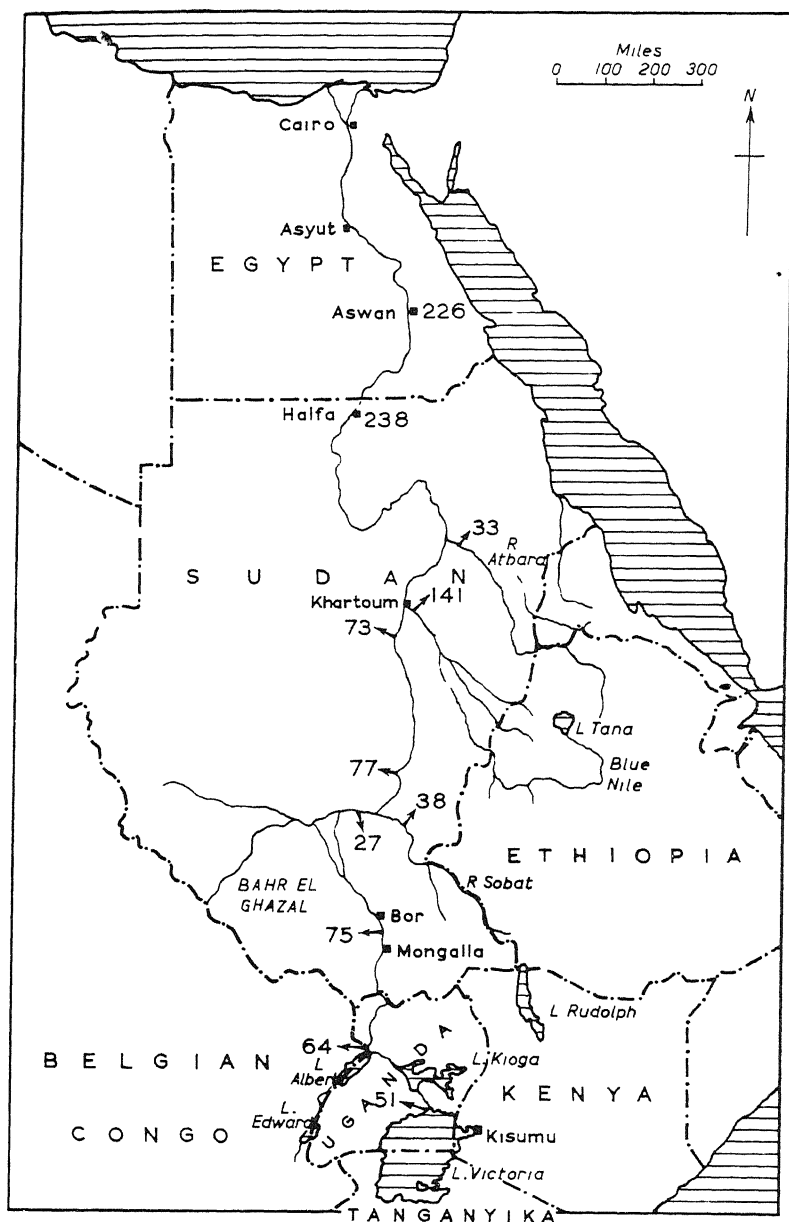 Miles
0 100 200 300
N
Cairo
Asyut
EGYPT
Aswan 226
Halfa 238
33
R Atbara
SUDAN
Khartoum 141
73
L Tana
77
Blue Nile
38
27
ETHIOPIA
BAHR EL GHAZAL
R Sobat
Bor
75
Mongalla
L Rudolph
64
UGANDA
BELGIAN CONGO
L Albert
L. Kioga
KENYA
51
L. Edward
Kisumu
L. Victoria
TANGANYIKA